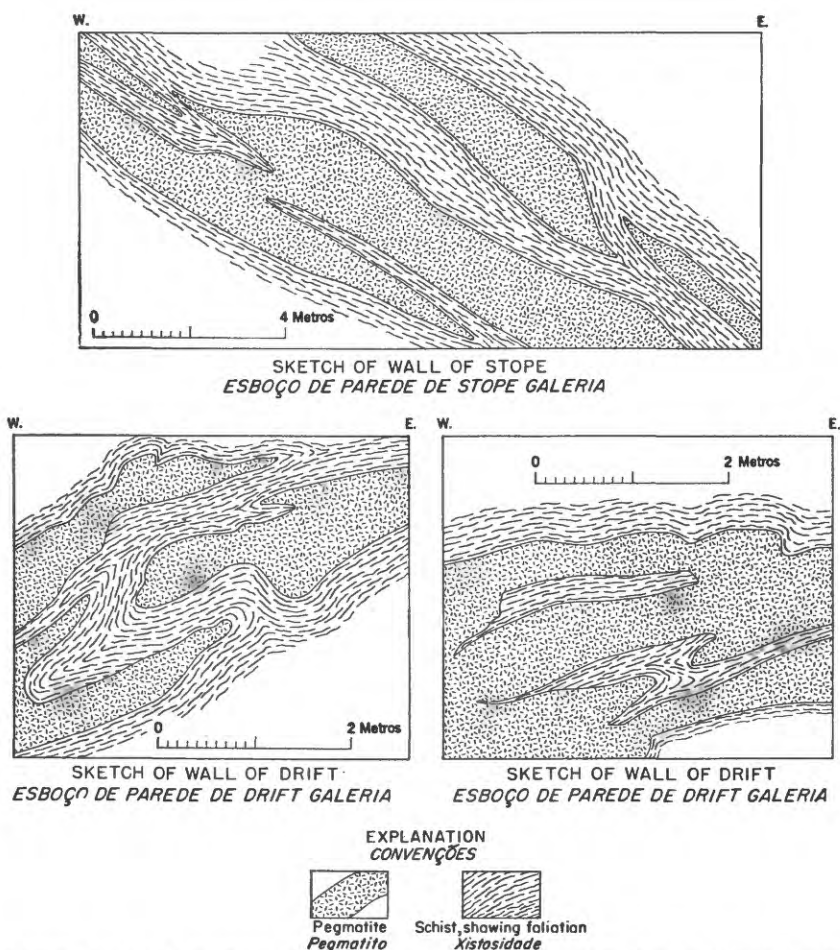 W. E.
0 4 Metros
SKETCH OF WALL OF STOPE
ESBOÇO DE PAREDE DE STOPE GALERIA
W. E.
0 2 Metros
SKETCH OF WALL OF DRIFT
ESBOÇO DE PAREDE DE DRIFT GALERIA
W. E.
0 2 Metros
SKETCH OF WALL OF DRIFT
ESBOÇO DE PAREDE DE DRIFT GALERIA
EXPLANATION
CONVENÇÕES
Pegmatite
Pegmatito
Schist, showing foliation
Xistosidade